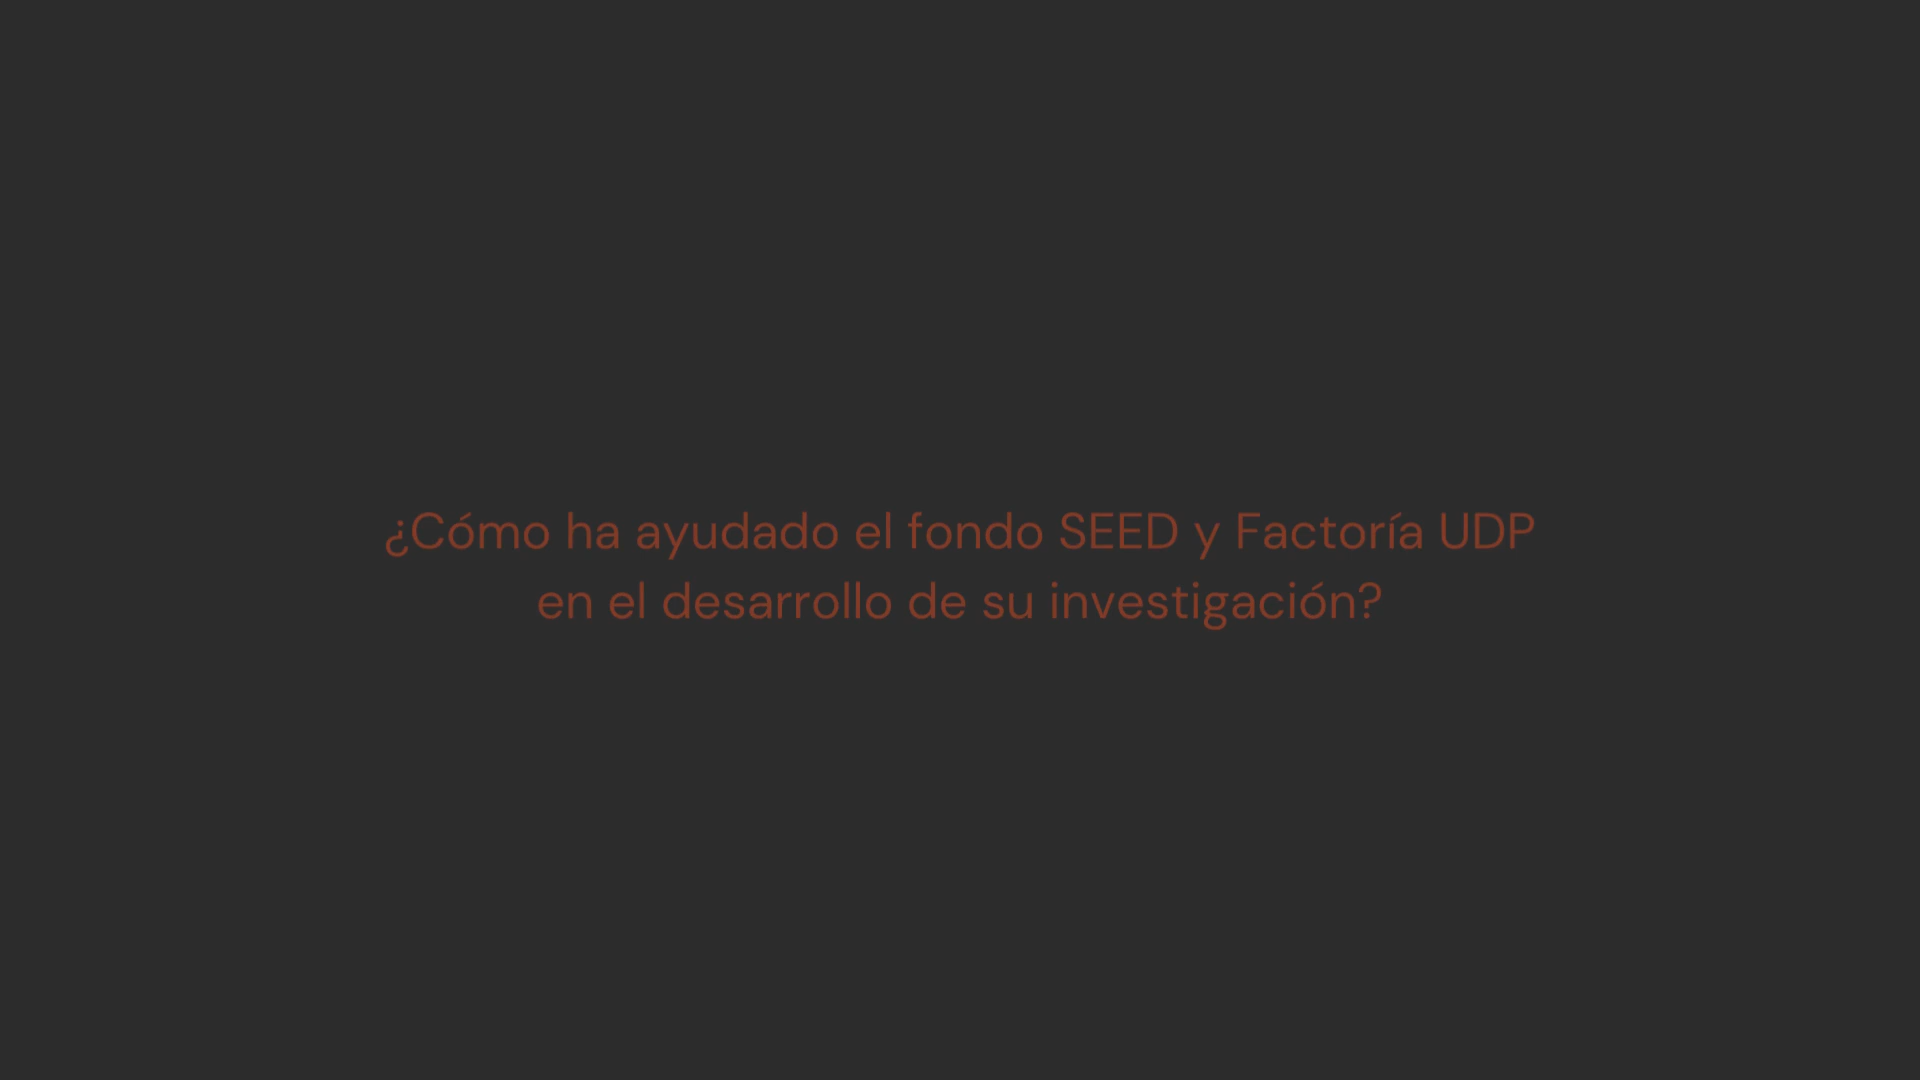 ¿Cómo ha ayudado el fondo SEED y Factoría UDP
en el desarrollo de su investigación?